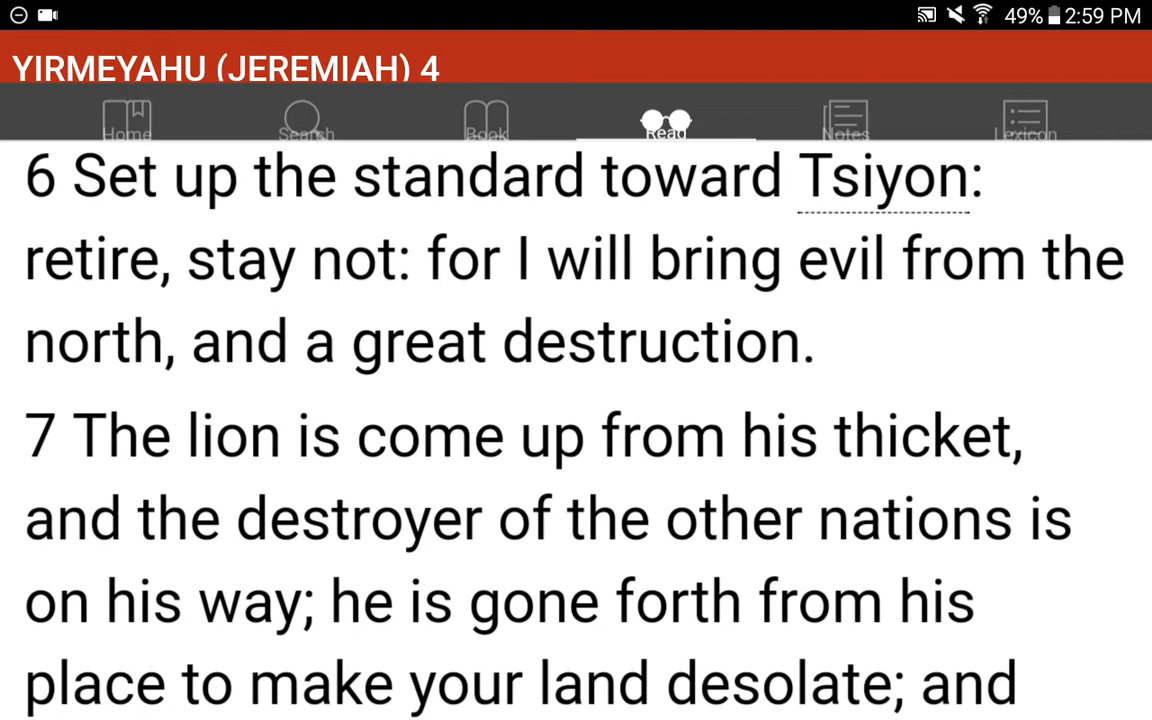 49% 2:59 PM
YIRMEYAHU (JEREMIAH) 4
Home Search Book Read Notes Lexicon
6 Set up the standard toward Tsiyon:
retire, stay not: for I will bring evil from the
north, and a great destruction.
7 The lion is come up from his thicket,
and the destroyer of the other nations is
on his way; he is gone forth from his
place to make your land desolate; and